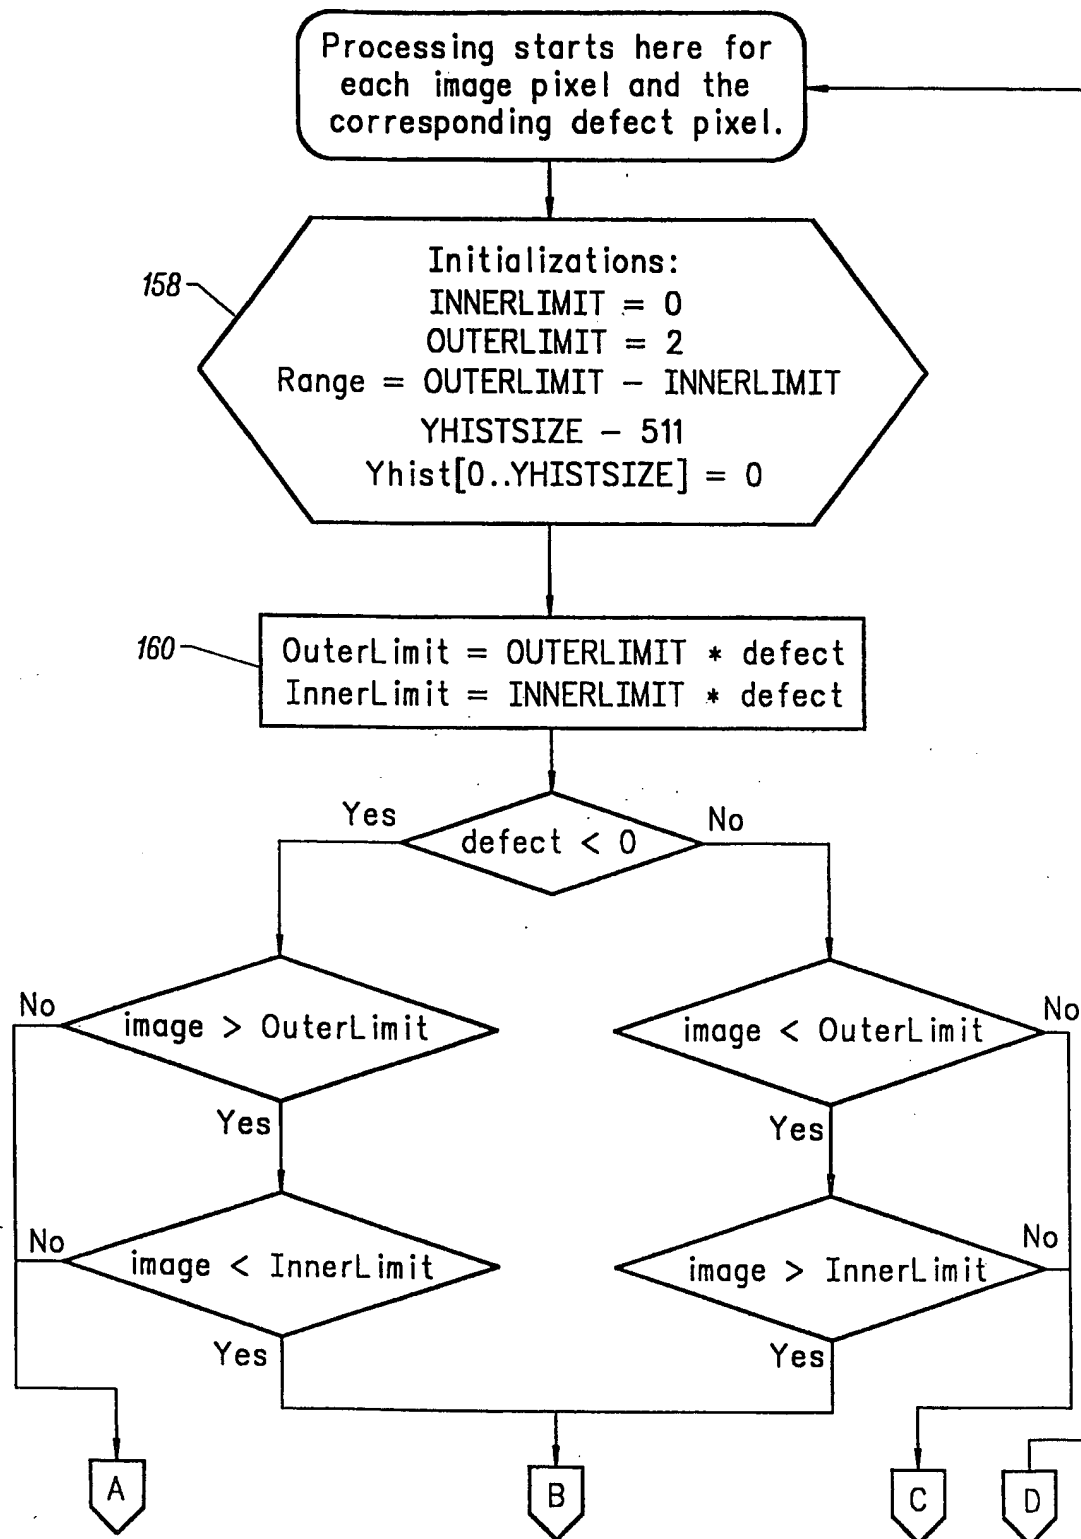 Processing starts here for
each image pixel and the
corresponding defect pixel.
158
Initializations:
INNERLIMIT = 0
OUTERLIMIT = 2
Range = OUTERLIMIT - INNERLIMIT
YHISTSIZE - 511
Yhist[0..YHISTSIZE] = 0
160
OuterLimit = OUTERLIMIT * defect
InnerLimit = INNERLIMIT * defect
Yes
defect < 0
No
No
image > OuterLimit
image < OuterLimit
No
Yes
Yes
No
image < InnerLimit
image > InnerLimit
No
Yes
Yes
A
B
C
D